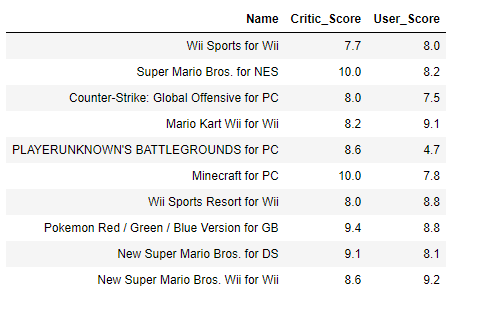 Name Critic_Score User_Score
Wii Sports for Wii 7.7 8.0
Super Mario Bros. for NES 10.0 8.2
Counter-Strike: Global Offensive for PC 8.0 7.5
Mario Kart Wii for Wii 8.2 9.1
PLAYERUNKNOWN'S BATTLEGROUNDS for PC 8.6 4.7
Minecraft for PC 10.0 7.8
Wii Sports Resort for Wii 8.0 8.8
Pokemon Red / Green / Blue Version for GB 9.4 8.8
New Super Mario Bros. for DS 9.1 8.1
New Super Mario Bros. Wii for Wii 8.6 9.2